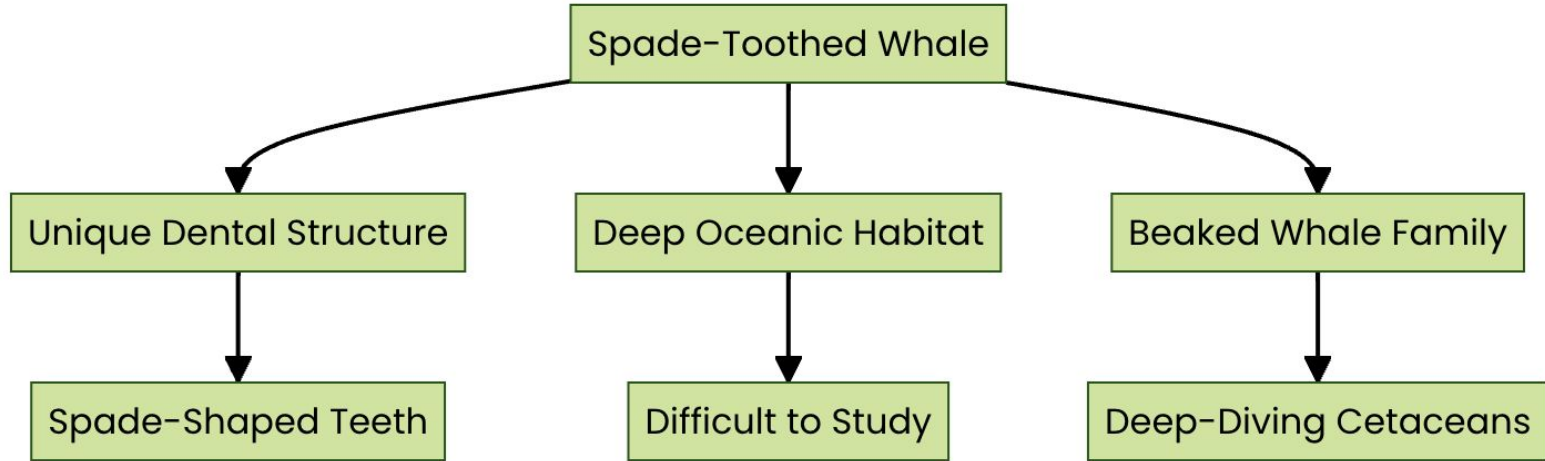 Spade-Toothed Whale
Unique Dental Structure
Deep Oceanic Habitat
Beaked Whale Family
Spade-Shaped Teeth
Difficult to Study
Deep-Diving Cetaceans